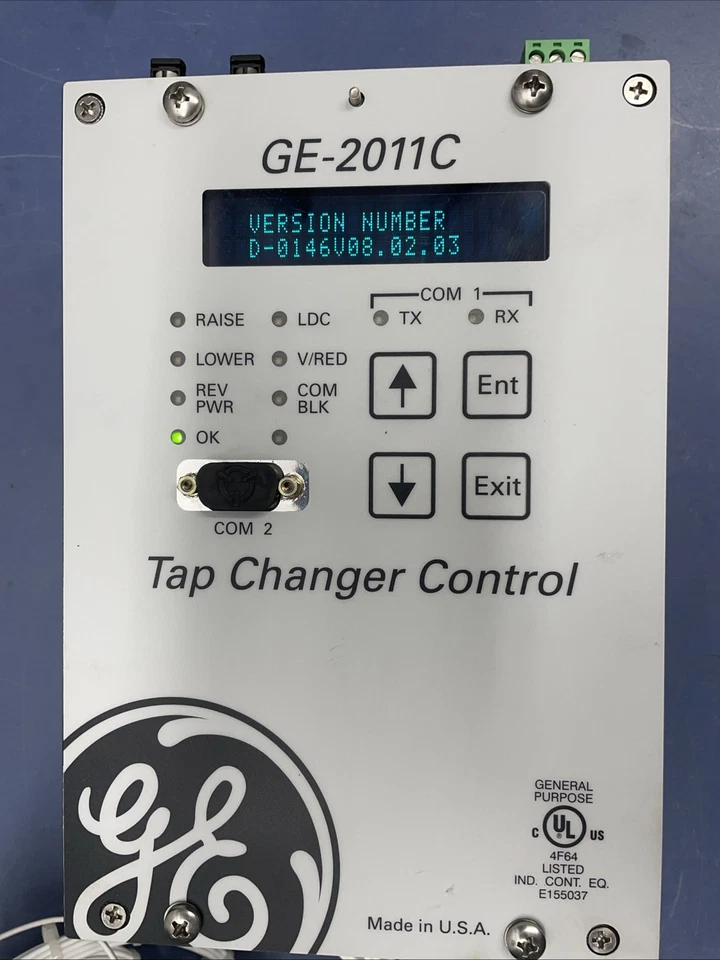 GE-2011C
VERSION NUMBER
D-0146V08.02.03
COM 1
RAISE
LDC
TX
RX
LOWER
V/RED
REV
PWR
COM
BLK
Ent
OK
Exit
COM 2
Tap Changer Control
GE
GENERAL
PURPOSE
C UL US
4F64
LISTED
IND. CONT. EQ.
E155037
Made in U.S.A.